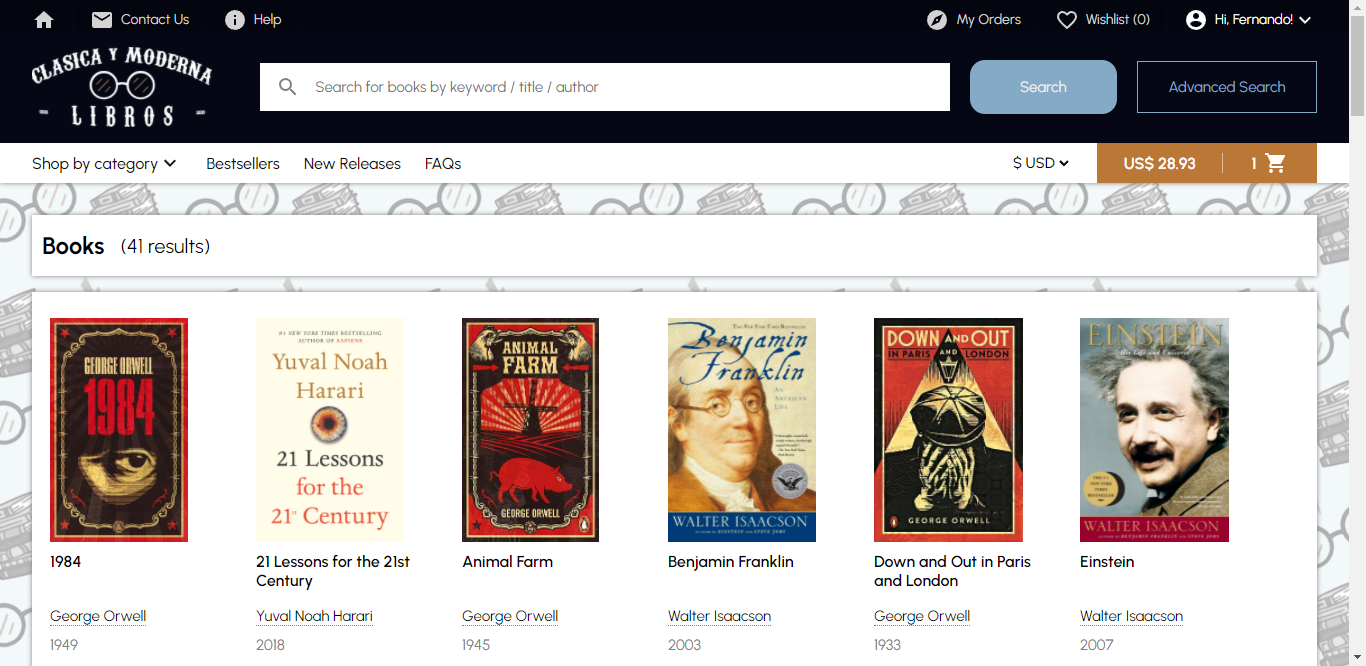 Contact Us
Help
My Orders
Wishlist (0)
Hi, Fernando!
CLASICA Y MODERNA
- LIBROS -
Search for books by keyword / title / author
Search
Advanced Search
Shop by category
Bestsellers
New Releases
FAQs
$ USD
US$ 28.93
1
Books (41 results)
GEORGE ORWELL
1984
#1 NEW YORK TIMES BESTSELLING
AUTHOR OF SAPIENS
Yuval Noah
Harari
21 Lessons
for the
21st Century
ANIMAL
FARM
GEORGE ORWELL
Benjamin
Franklin
AN
AMERICAN
LIFE
WALTER ISAACSON
DOWN AND OUT
IN PARIS AND LONDON
GEORGE ORWELL
EINSTEIN
His Life and Universe
WALTER ISAACSON
1984
21 Lessons for the 21st
Century
Animal Farm
Benjamin Franklin
Down and Out in Paris
and London
Einstein
George Orwell
Yuval Noah Harari
George Orwell
Walter Isaacson
George Orwell
Walter Isaacson
1949
2018
1945
2003
1933
2007